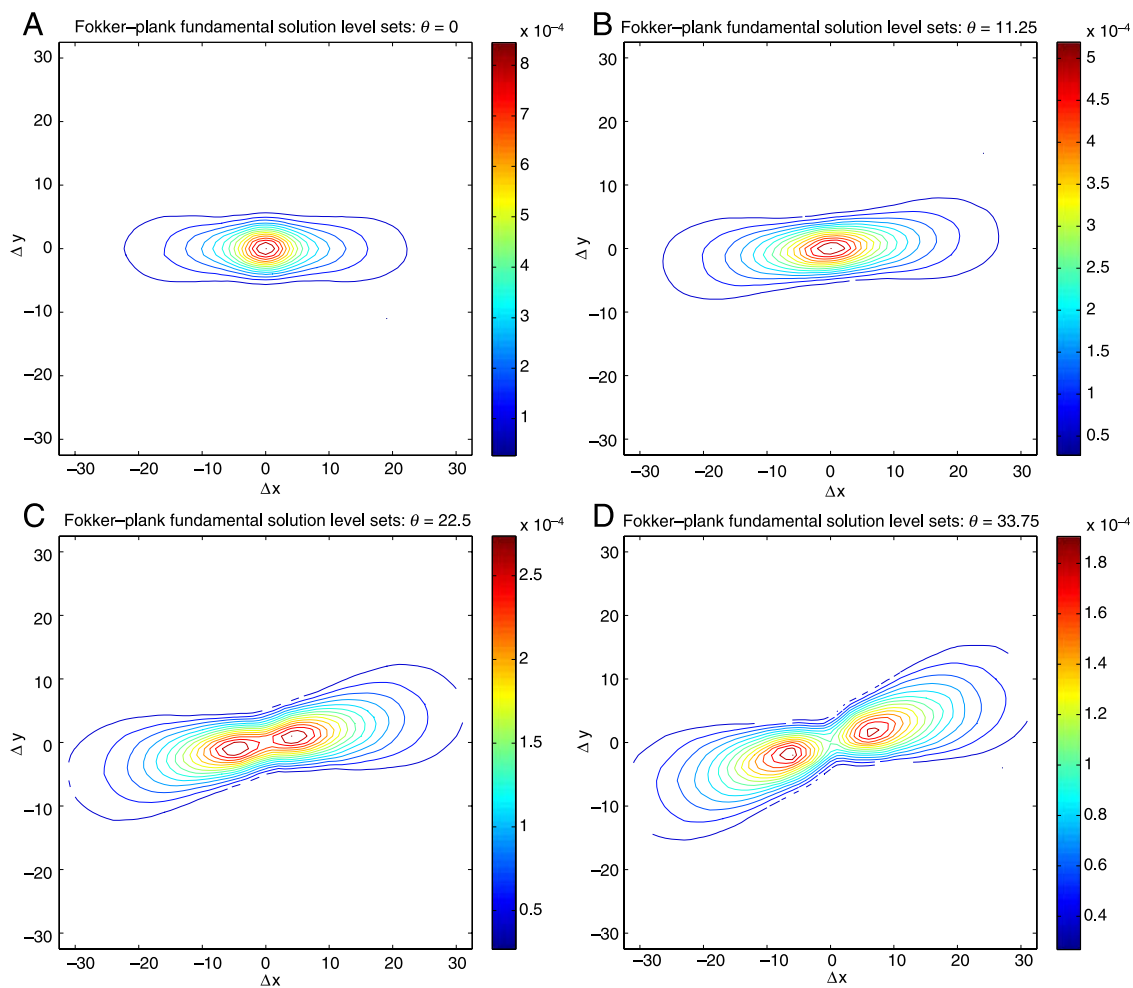 A
Fokker–plank fundamental solution level sets: θ = 0
x 10⁻⁴
30
20
10
0
−10
−20
−30
Δ y
−30 −20 −10 0 10 20 30
Δx
8
7
6
5
4
3
2
1
B
Fokker–plank fundamental solution level sets: θ = 11.25
x 10⁻⁴
30
20
10
0
−10
−20
−30
Δ y
−30 −20 −10 0 10 20 30
Δx
5
4.5
4
3.5
3
2.5
2
1.5
1
0.5
C
Fokker–plank fundamental solution level sets: θ = 22.5
x 10⁻⁴
30
20
10
0
−10
−20
−30
Δ y
−30 −20 −10 0 10 20 30
Δx
2.5
2
1.5
1
0.5
D
Fokker–plank fundamental solution level sets: θ = 33.75
x 10⁻⁴
30
20
10
0
−10
−20
−30
Δ y
−30 −20 −10 0 10 20 30
Δx
1.8
1.6
1.4
1.2
1
0.8
0.6
0.4